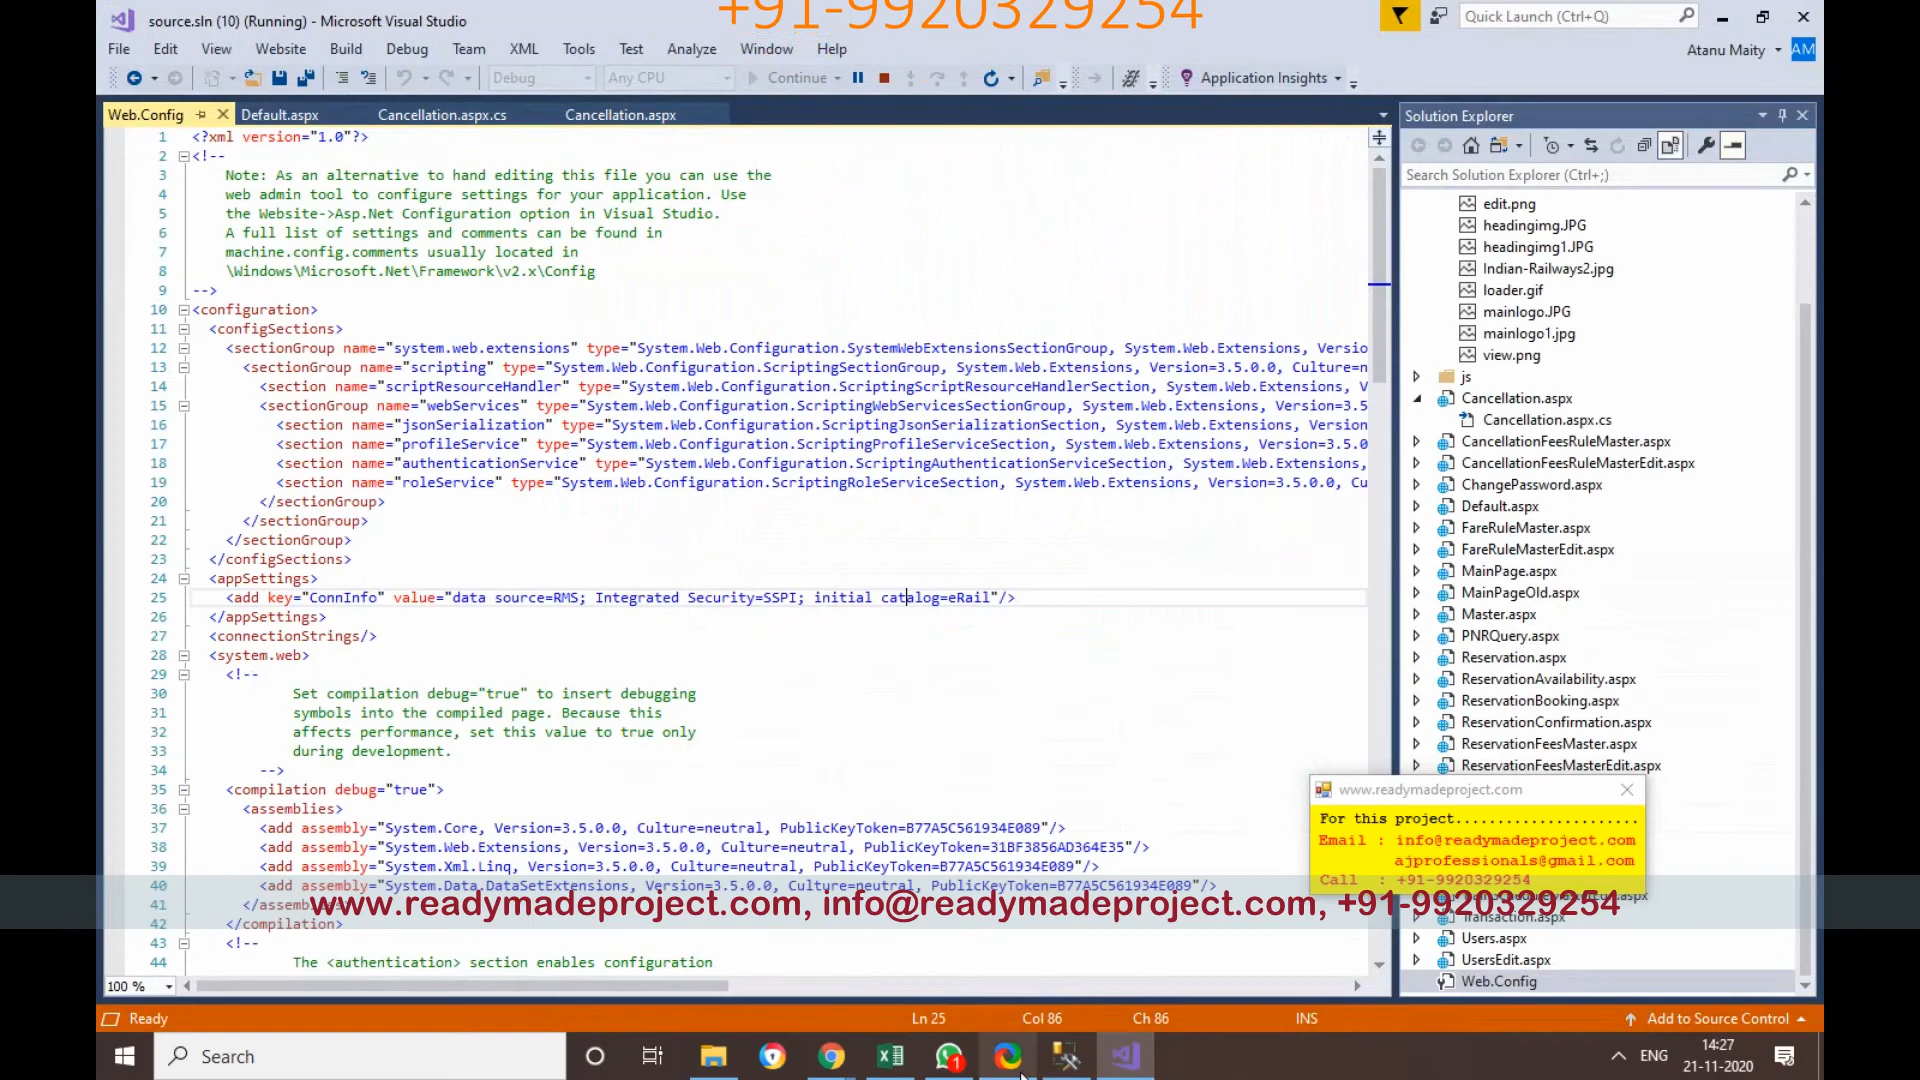 +91-9920329254
source.sln (10) (Running) - Microsoft Visual Studio
Quick Launch (Ctrl+Q)
File Edit View Website Build Debug Team XML Tools Test Analyze Window Help
Atanu Maity AM
Debug Any CPU Continue Application Insights
Web.Config Default.aspx Cancellation.aspx.cs Cancellation.aspx
1 <?xml version="1.0"?>
2 <!--
3 Note: As an alternative to hand editing this file you can use the
4 web admin tool to configure settings for your application. Use
5 the Website->Asp.Net Configuration option in Visual Studio.
6 A full list of settings and comments can be found in
7 machine.config.comments usually located in
8 \Windows\Microsoft.Net\Framework\v2.x\Config
9 -->
10 <configuration>
11 <configSections>
12 <sectionGroup name="system.web.extensions" type="System.Web.Configuration.SystemWebExtensionsSectionGroup, System.Web.Extensions, Versio
13 <sectionGroup name="scripting" type="System.Web.Configuration.ScriptingSectionGroup, System.Web.Extensions, Version=3.5.0.0, Culture=n
14 <section name="scriptResourceHandler" type="System.Web.Configuration.ScriptingScriptResourceHandlerSection, System.Web.Extensions, V
15 <sectionGroup name="webServices" type="System.Web.Configuration.ScriptingWebServicesSectionGroup, System.Web.Extensions, Version=3.5
16 <section name="jsonSerialization" type="System.Web.Configuration.ScriptingJsonSerializationSection, System.Web.Extensions, Version
17 <section name="profileService" type="System.Web.Configuration.ScriptingProfileServiceSection, System.Web.Extensions, Version=3.5.0
18 <section name="authenticationService" type="System.Web.Configuration.ScriptingAuthenticationServiceSection, System.Web.Extensions,
19 <section name="roleService" type="System.Web.Configuration.ScriptingRoleServiceSection, System.Web.Extensions, Version=3.5.0.0, Cu
20 </sectionGroup>
21 </sectionGroup>
22 </sectionGroup>
23 </configSections>
24 <appSettings>
25 <add key="ConnInfo" value="data source=RMS; Integrated Security=SSPI; initial catalog=eRail"/>
26 </appSettings>
27 <connectionStrings/>
28 <system.web>
29 <!--
30 Set compilation debug="true" to insert debugging
31 symbols into the compiled page. Because this
32 affects performance, set this value to true only
33 during development.
34 -->
35 <compilation debug="true">
36 <assemblies>
37 <add assembly="System.Core, Version=3.5.0.0, Culture=neutral, PublicKeyToken=B77A5C561934E089"/>
38 <add assembly="System.Web.Extensions, Version=3.5.0.0, Culture=neutral, PublicKeyToken=31BF3856AD364E35"/>
39 <add assembly="System.Xml.Linq, Version=3.5.0.0, Culture=neutral, PublicKeyToken=B77A5C561934E089"/>
40 <add assembly="System.Data.DataSetExtensions, Version=3.5.0.0, Culture=neutral, PublicKeyToken=B77A5C561934E089"/>
41 </assemblies>
42 </compilation>
43 <!--
44 The <authentication> section enables configuration
100 %
Solution Explorer
Search Solution Explorer (Ctrl+;)
edit.png
headingimg.JPG
headingimg1.JPG
Indian-Railways2.jpg
loader.gif
mainlogo.JPG
mainlogo1.jpg
view.png
js
Cancellation.aspx
Cancellation.aspx.cs
CancellationFeesRuleMaster.aspx
CancellationFeesRuleMasterEdit.aspx
ChangePassword.aspx
Default.aspx
FareRuleMaster.aspx
FareRuleMasterEdit.aspx
MainPage.aspx
MainPageOld.aspx
Master.aspx
PNRQuery.aspx
Reservation.aspx
ReservationAvailability.aspx
ReservationBooking.aspx
ReservationConfirmation.aspx
ReservationFeesMaster.aspx
ReservationFeesMasterEdit.aspx
www.readymadeproject.com
For this project......................
Email : info@readymadeproject.com
ajprofessionals@gmail.com
Call : +91-9920329254
www.readymadeproject.com, info@readymadeproject.com, +91-9920329254
Transaction.aspx
Users.aspx
UsersEdit.aspx
Web.Config
Ready Ln 25 Col 86 Ch 86 INS Add to Source Control
Search 1 ENG 14:27
21-11-2020